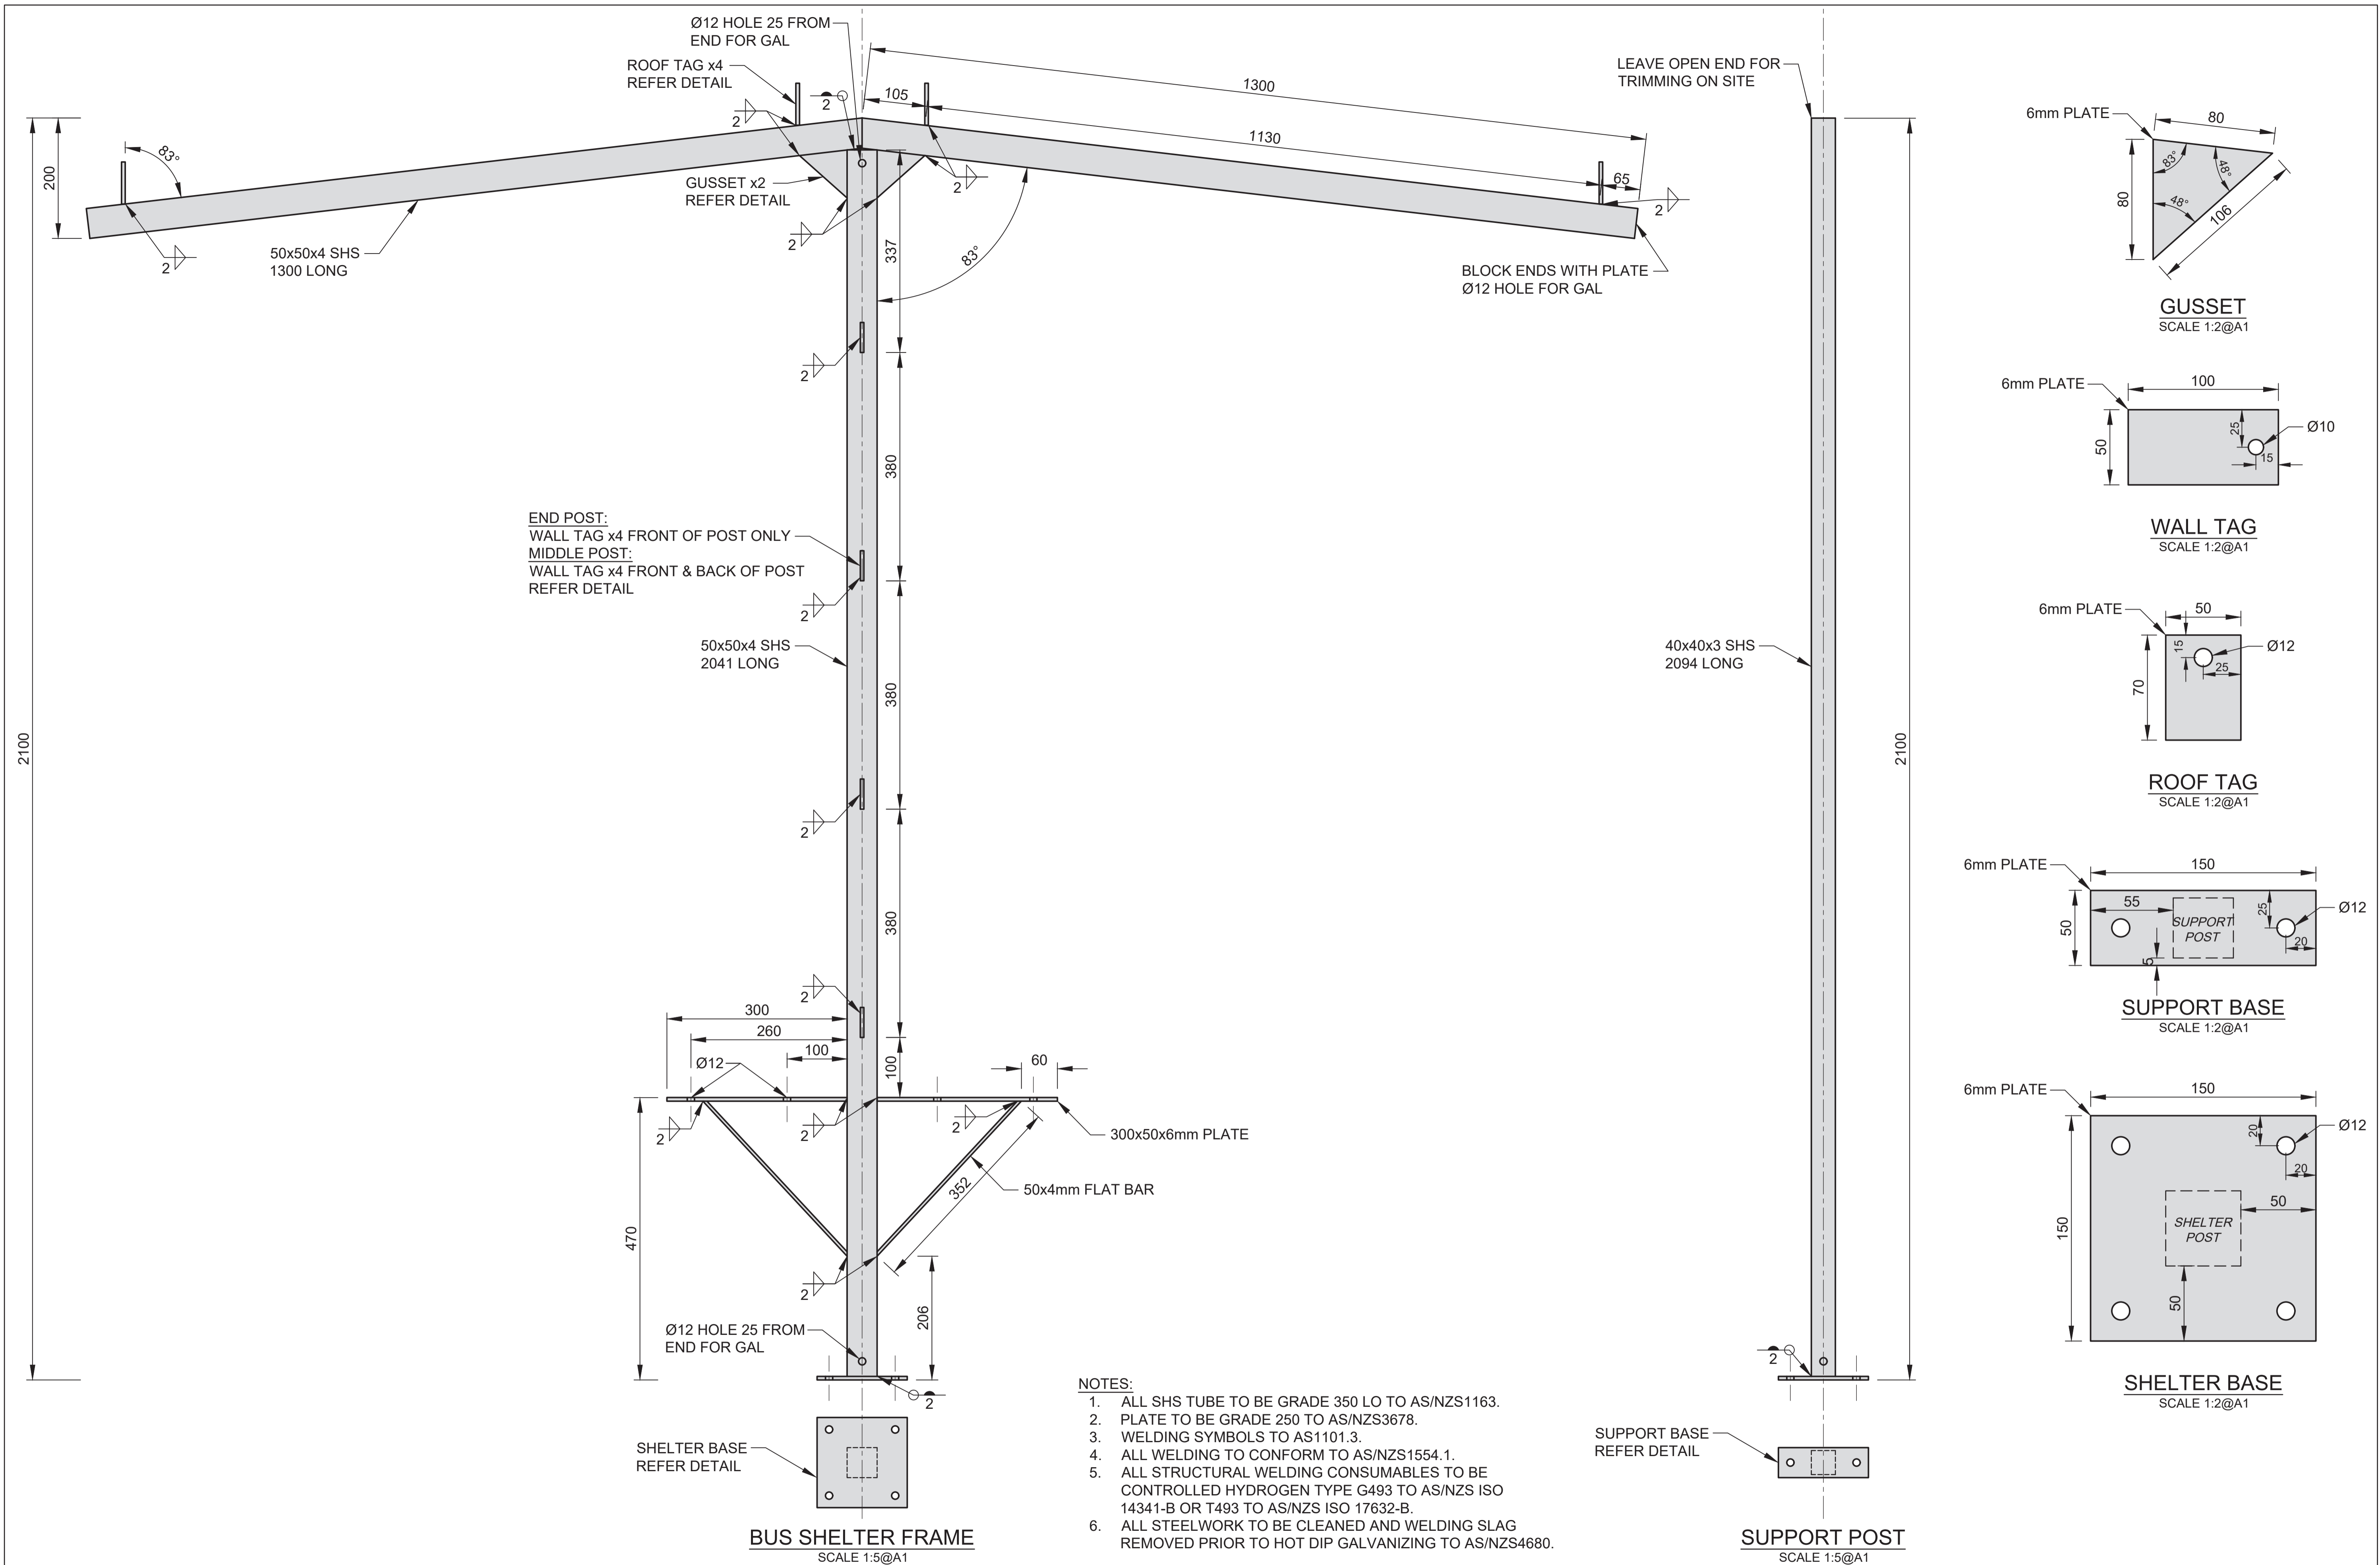 Ø12 HOLE 25 FROM
END FOR GAL
ROOF TAG x4
REFER DETAIL
2
2
105
1300
1130
65
2
83°
200
GUSSET x2
REFER DETAIL
2
2
337
83°
50x50x4 SHS
1300 LONG
2
BLOCK ENDS WITH PLATE
Ø12 HOLE FOR GAL
2
380
END POST:
WALL TAG x4 FRONT OF POST ONLY
MIDDLE POST:
WALL TAG x4 FRONT & BACK OF POST
REFER DETAIL
2
50x50x4 SHS
2041 LONG
380
2100
2
380
2
300
260
100
Ø12
100
60
2
2
2
300x50x6mm PLATE
352
50x4mm FLAT BAR
470
2
206
Ø12 HOLE 25 FROM
END FOR GAL
2
SHELTER BASE
REFER DETAIL
BUS SHELTER FRAME
SCALE 1:5@A1
NOTES:
1. ALL SHS TUBE TO BE GRADE 350 LO TO AS/NZS1163.
2. PLATE TO BE GRADE 250 TO AS/NZS3678.
3. WELDING SYMBOLS TO AS1101.3.
4. ALL WELDING TO CONFORM TO AS/NZS1554.1.
5. ALL STRUCTURAL WELDING CONSUMABLES TO BE
CONTROLLED HYDROGEN TYPE G493 TO AS/NZS ISO
14341-B OR T493 TO AS/NZS ISO 17632-B.
6. ALL STEELWORK TO BE CLEANED AND WELDING SLAG
REMOVED PRIOR TO HOT DIP GALVANIZING TO AS/NZS4680.
LEAVE OPEN END FOR
TRIMMING ON SITE
40x40x3 SHS
2094 LONG
2100
2
SUPPORT BASE
REFER DETAIL
SUPPORT POST
SCALE 1:5@A1
6mm PLATE
80
83°
48°
80
48°
106
GUSSET
SCALE 1:2@A1
6mm PLATE
100
50
25
Ø10
15
WALL TAG
SCALE 1:2@A1
6mm PLATE
50
15
Ø12
25
70
ROOF TAG
SCALE 1:2@A1
6mm PLATE
150
55
25
Ø12
50
SUPPORT
POST
20
5
SUPPORT BASE
SCALE 1:2@A1
6mm PLATE
150
20
Ø12
20
50
150
SHELTER
POST
50
SHELTER BASE
SCALE 1:2@A1